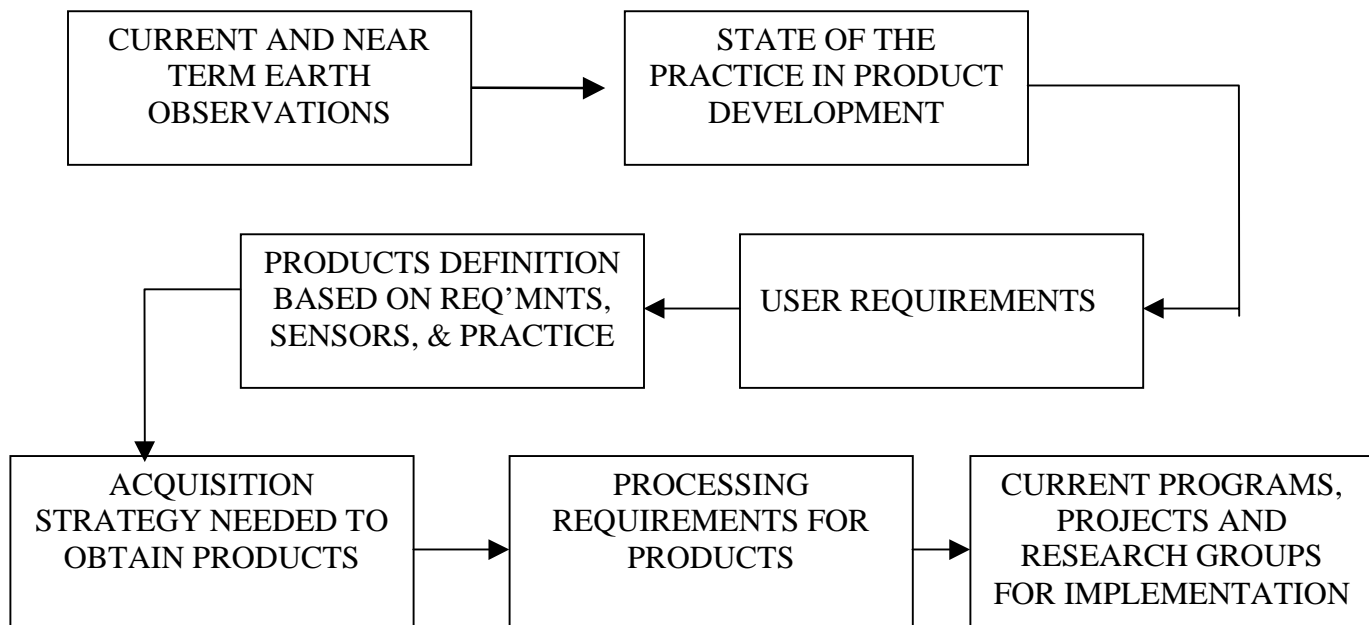 CURRENT AND NEAR
TERM EARTH
OBSERVATIONS
STATE OF THE
PRACTICE IN PRODUCT
DEVELOPMENT
PRODUCTS DEFINITION
BASED ON REQ’MNTS,
SENSORS, & PRACTICE
USER REQUIREMENTS
ACQUISITION
STRATEGY NEEDED TO
OBTAIN PRODUCTS
PROCESSING
REQUIREMENTS FOR
PRODUCTS
CURRENT PROGRAMS,
PROJECTS AND
RESEARCH GROUPS
FOR IMPLEMENTATION